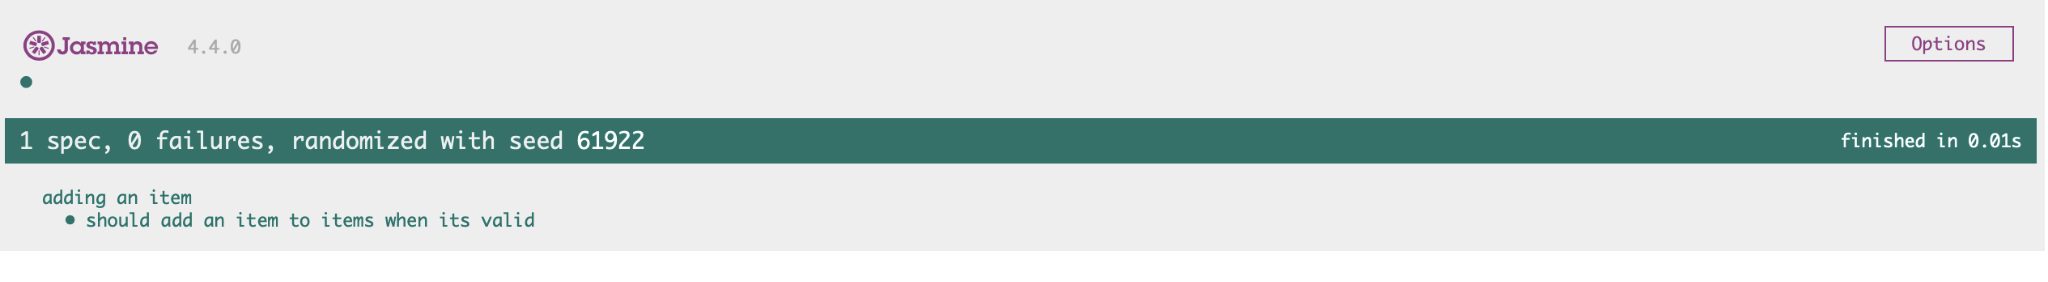 Jasmine 4.4.0 Options
1 spec, 0 failures, randomized with seed 61922 finished in 0.01s
adding an item
• should add an item to items when its valid